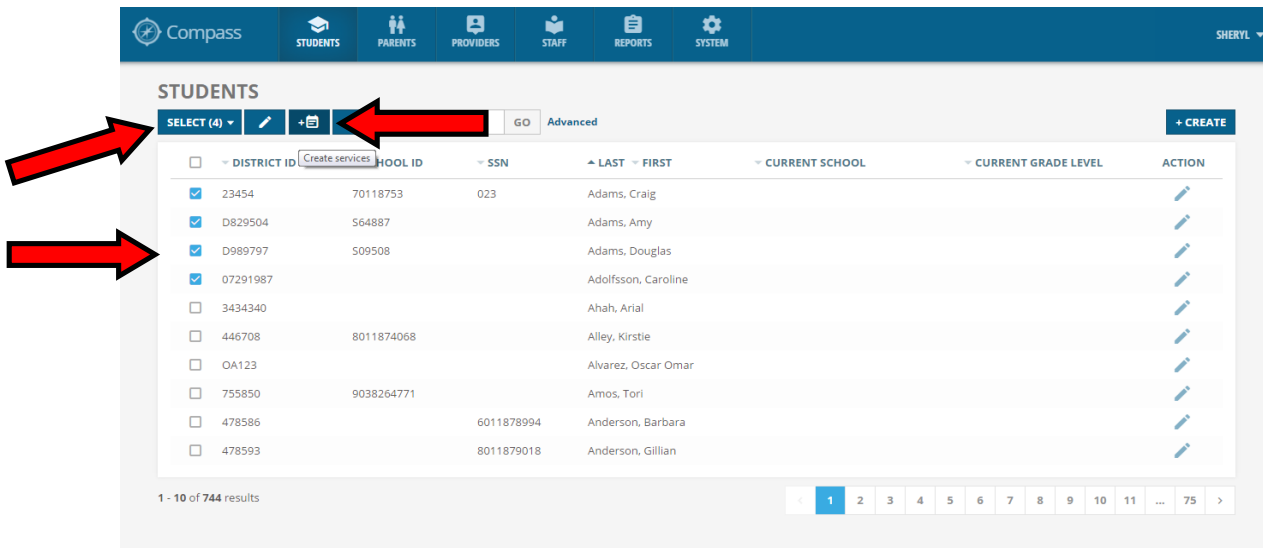 Compass STUDENTS PARENTS PROVIDERS STAFF REPORTS SYSTEM SHERYL
STUDENTS
SELECT (4) + GO Advanced + CREATE
DISTRICT ID Create services HOOL ID SSN LAST FIRST CURRENT SCHOOL CURRENT GRADE LEVEL ACTION
23454 70118753 023 Adams, Craig
D829504 S64887 Adams, Amy
D989797 S09508 Adams, Douglas
07291987 Adolfsson, Caroline
3434340 Ahah, Arial
446708 8011874068 Alley, Kirstie
OA123 Alvarez, Oscar Omar
755850 9038264771 Amos, Tori
478586 6011878994 Anderson, Barbara
478593 8011879018 Anderson, Gillian
1 - 10 of 744 results < 1 2 3 4 5 6 7 8 9 10 11 ... 75 >